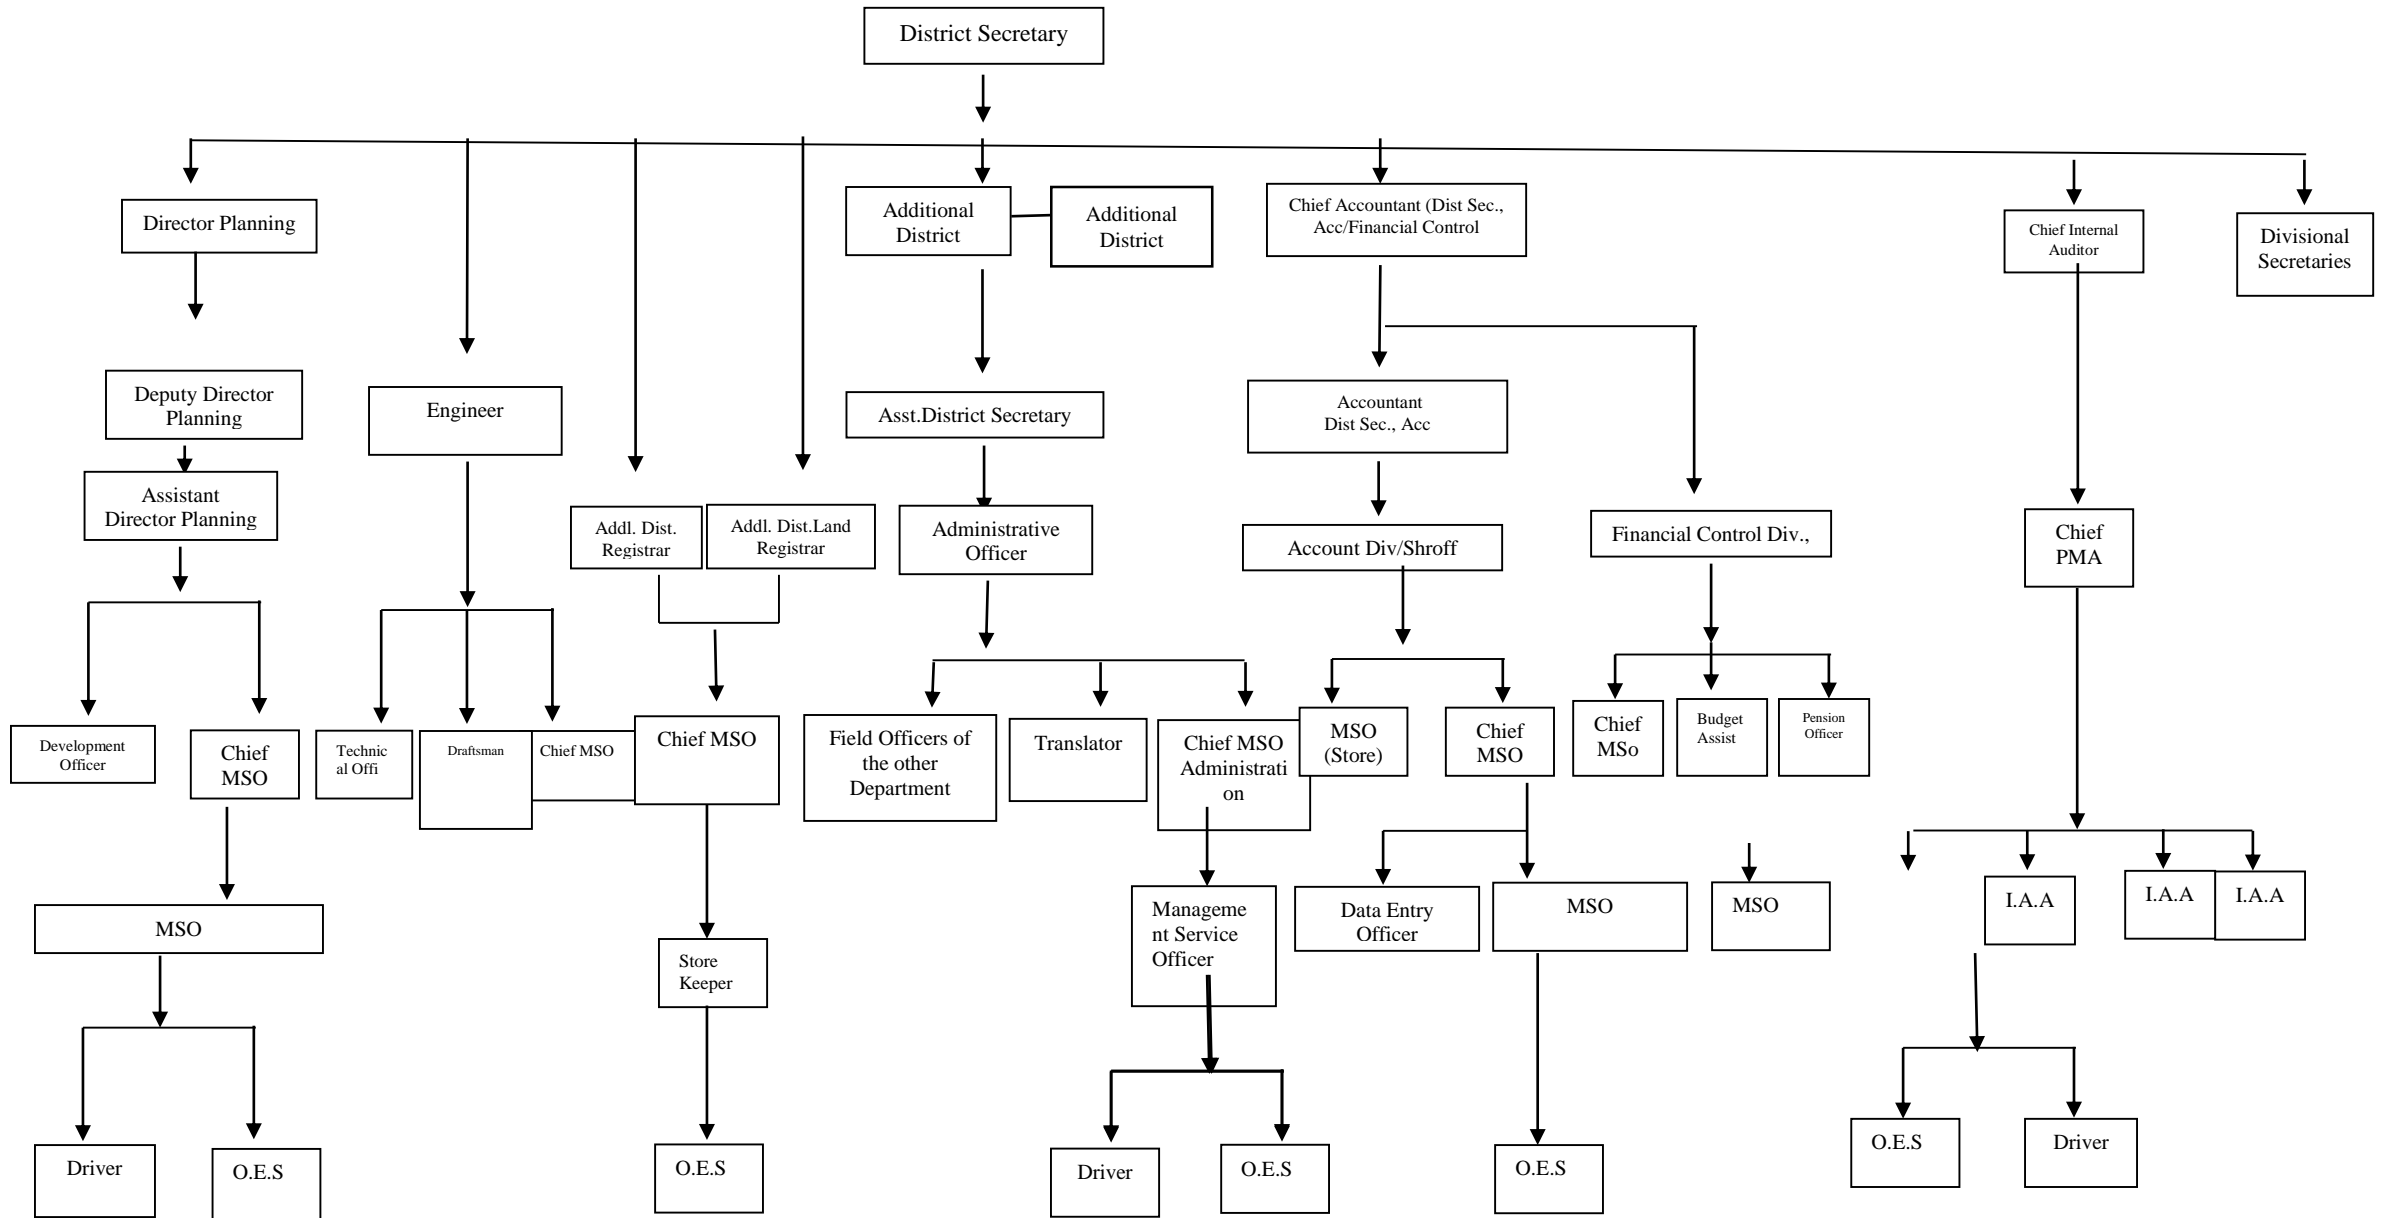 District Secretary
Director Planning
Additional
District
Additional
District
Chief Accountant (Dist Sec.,
Acc/Financial Control
Chief Internal
Auditor
Divisional
Secretaries
Deputy Director
Planning
Engineer
Asst.District Secretary
Accountant
Dist Sec., Acc
Assistant
Director Planning
Addl. Dist.
Registrar
Addl. Dist.Land
Registrar
Administrative
Officer
Account Div/Shroff
Financial Control Div.,
Chief
PMA
Development
Officer
Chief
MSO
Technic
al Offi
Draftsman
Chief MSO
Chief MSO
Field Officers of
the other
Department
Translator
Chief MSO
Administrati
on
MSO
(Store)
Chief
MSO
Chief
MSo
Budget
Assist
Pension
Officer
MSO
Store
Keeper
Manageme
nt Service
Officer
Data Entry
Officer
MSO
MSO
I.A.A
I.A.A
I.A.A
Driver
O.E.S
O.E.S
Driver
O.E.S
O.E.S
O.E.S
Driver